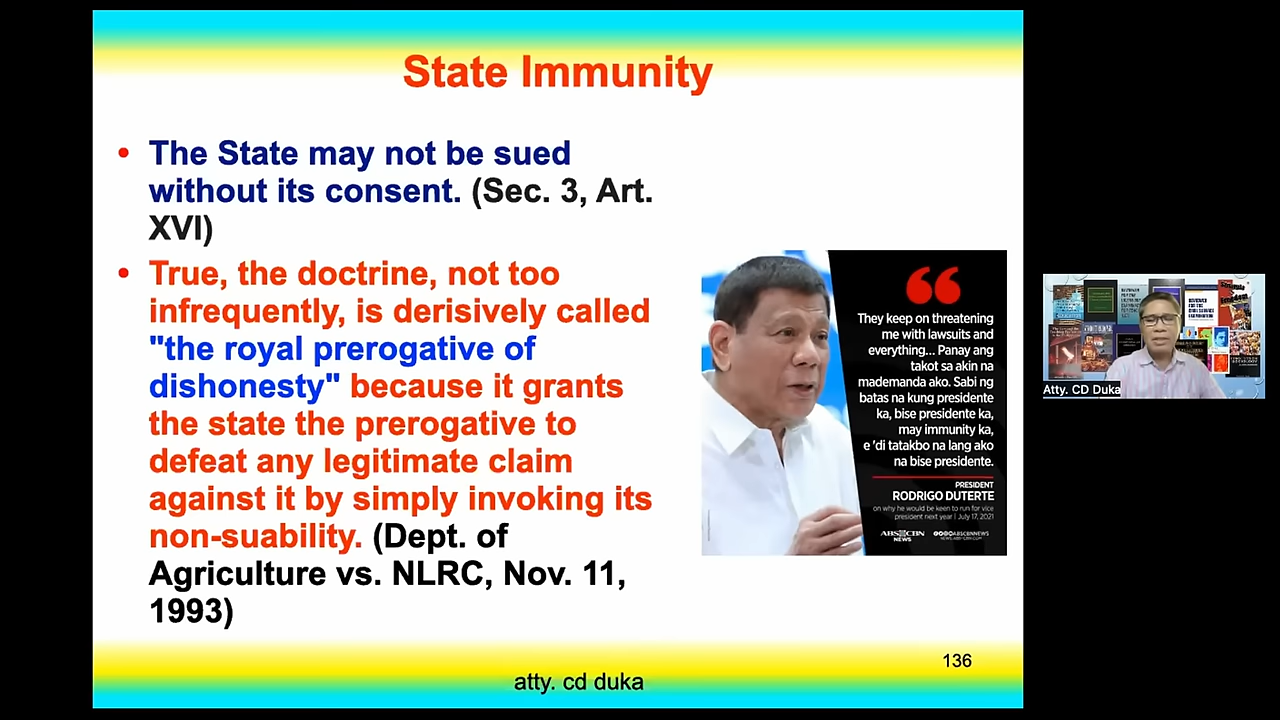 State Immunity
• The State may not be sued
without its consent. (Sec. 3, Art.
XVI)
• True, the doctrine, not too
infrequently, is derisively called
"the royal prerogative of
dishonesty" because it grants
the state the prerogative to
defeat any legitimate claim
against it by simply invoking its
non-suability. (Dept. of
Agriculture vs. NLRC, Nov. 11,
1993)
They keep on threatening
me with lawsuits and
everything... Panay ang
takot sa akin na
mademanda ako. Sabi ng
batas na kung presidente
ka, bise presidente ka,
may immunity ka,
e 'di tatakbo na lang ako
na bise presidente.
PRESIDENT
RODRIGO DUTERTE
on why he would be keen to run for vice
president next year | July 17, 2021
ABS-CBN
NEWS
ABSCBNNEWS
NEWS.ABS-CBN.COM
Atty. CD Duka
136
atty. cd duka